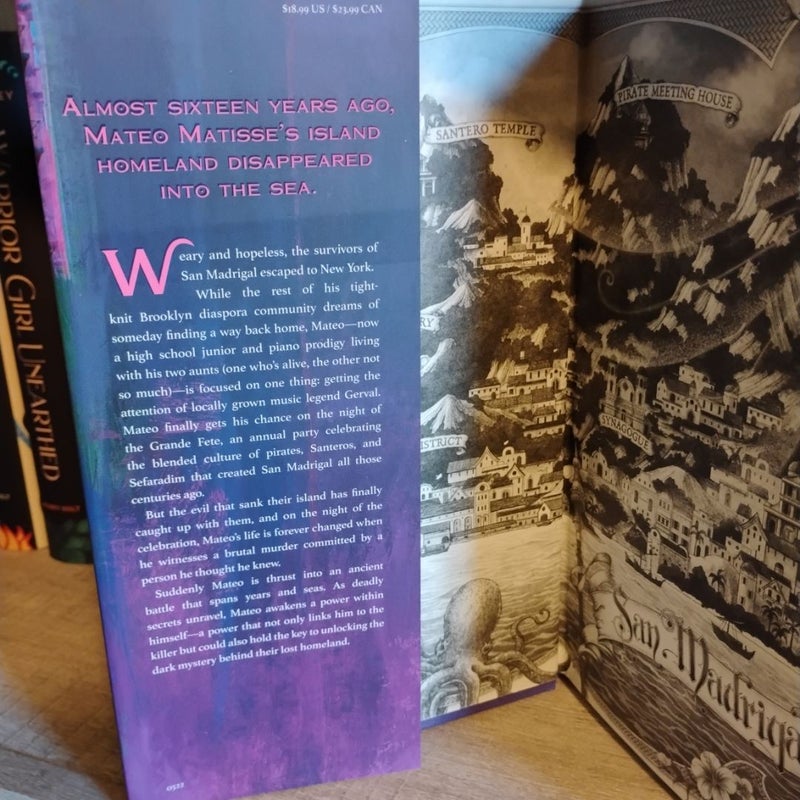 $18.99 US / $23.99 CAN
ALMOST SIXTEEN YEARS AGO,
MATEO MATISSE'S ISLAND
HOMELAND DISAPPEARED
INTO THE SEA.
Weary and hopeless, the survivors of
San Madrigal escaped to New York.
While the rest of his tight-
knit Brooklyn diaspora community dreams of
someday finding a way back home, Mateo—now
a high school junior and piano prodigy living
with his two aunts (one who's alive, the other not
so much)—is focused on one thing: getting the
attention of locally grown music legend Gerval.
Mateo finally gets his chance on the night of
the Grande Fete, an annual party celebrating
the blended culture of pirates, Santeros, and
Sefaradim that created San Madrigal all those
centuries ago.
But the evil that sank their island has finally
caught up with them, and on the night of the
celebration, Mateo's life is forever changed when
he witnesses a brutal murder committed by a
person he thought he knew.
Suddenly Mateo is thrust into an ancient
battle that spans years and seas. As deadly
secrets unravel, Mateo awakens a power within
himself—a power that not only links him to the
killer but could also hold the key to unlocking the
dark mystery behind their lost homeland.
0522
SANTERO TEMPLE
PIRATE MEETING HOUSE
RY
SYNAGOGUE
ISTRICT
San Madriga
WARRIOR GIRL UNEARTHED